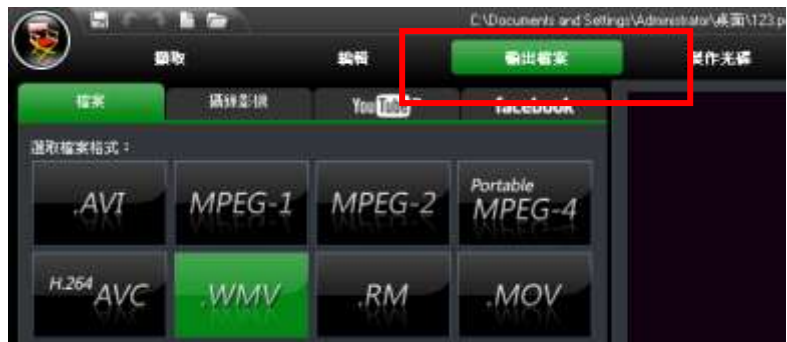 C:\Documents and Settings\Administrator\桌面\123.p
擷取 編輯 輸出檔案 製作光碟
檔案 攝錄影機 YouTube facebook
選取檔案格式：
.AVI MPEG-1 MPEG-2 Portable MPEG-4
H.264 AVC .WMV .RM .MOV